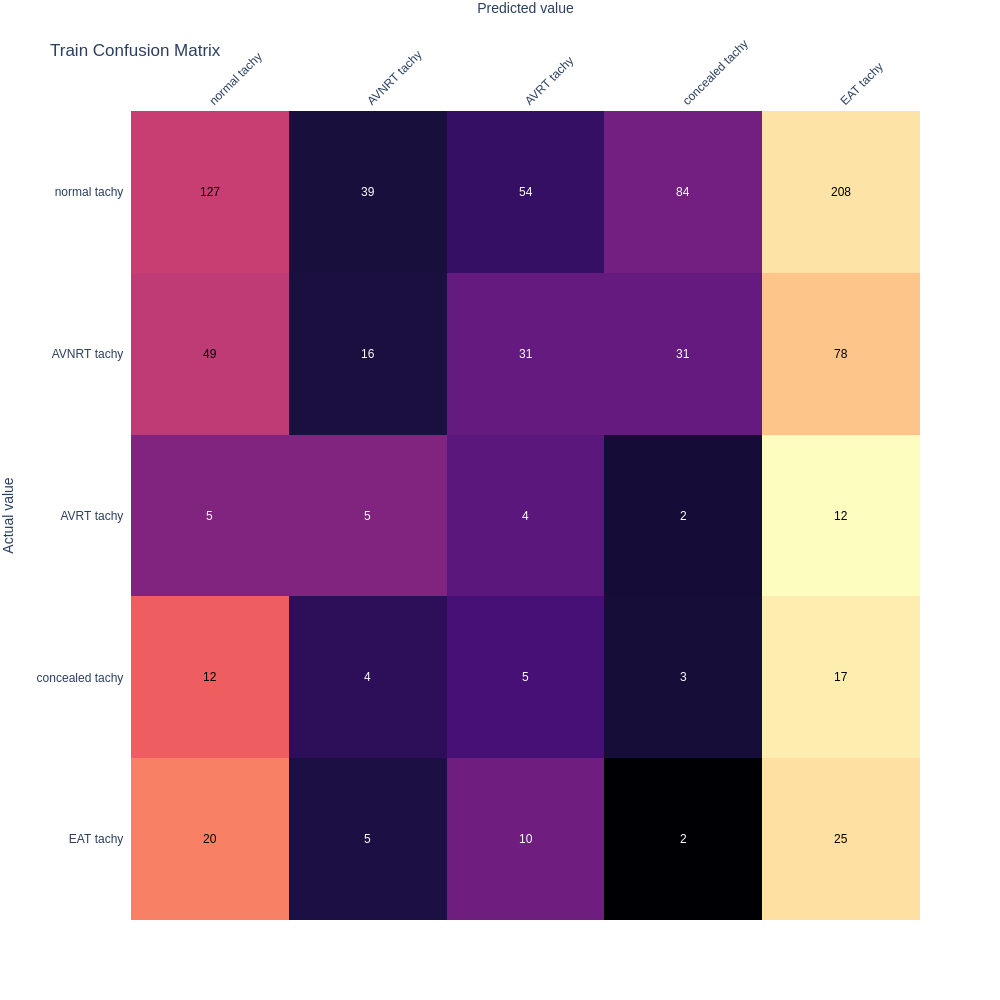 Predicted value
Train Confusion Matrix
normal tachy
AVNRT tachy
AVRT tachy
concealed tachy
EAT tachy
Actual value
normal tachy 127 39 54 84 208
AVNRT tachy 49 16 31 31 78
AVRT tachy 5 5 4 2 12
concealed tachy 12 4 5 3 17
EAT tachy 20 5 10 2 25